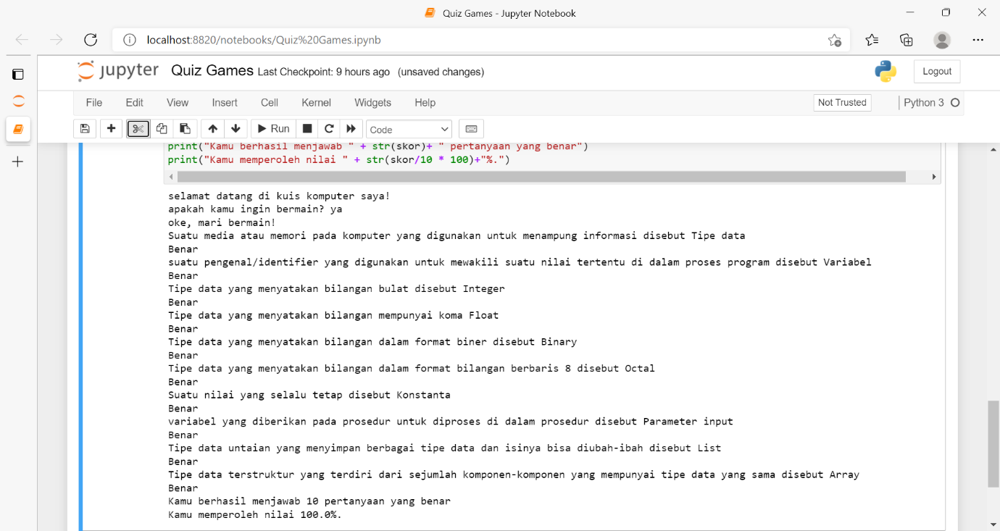 Quiz Games - Jupyter Notebook
localhost:8820/notebooks/Quiz%20Games.ipynb
jupyter Quiz Games Last Checkpoint: 9 hours ago (unsaved changes)
Logout
File Edit View Insert Cell Kernel Widgets Help
Not Trusted
Python 3
Run
Code
print("Kamu berhasil menjawab " + str(skor)+ " pertanyaan yang benar")
print("Kamu memperoleh nilai " + str(skor/10 * 100)+"%.")
selamat datang di kuis komputer saya!
apakah kamu ingin bermain? ya
oke, mari bermain!
Suatu media atau memori pada komputer yang digunakan untuk menampung informasi disebut Tipe data
Benar
suatu pengenal/identifier yang digunakan untuk mewakili suatu nilai tertentu di dalam proses program disebut Variabel
Benar
Tipe data yang menyatakan bilangan bulat disebut Integer
Benar
Tipe data yang menyatakan bilangan mempunyai koma Float
Benar
Tipe data yang menyatakan bilangan dalam format biner disebut Binary
Benar
Tipe data yang menyatakan bilangan dalam format bilangan berbaris 8 disebut Octal
Benar
Suatu nilai yang selalu tetap disebut Konstanta
Benar
variabel yang diberikan pada prosedur untuk diproses di dalam prosedur disebut Parameter input
Benar
Tipe data untaian yang menyimpan berbagai tipe data dan isinya bisa diubah-ibah disebut List
Benar
Tipe data terstruktur yang terdiri dari sejumlah komponen-komponen yang mempunyai tipe data yang sama disebut Array
Benar
Kamu berhasil menjawab 10 pertanyaan yang benar
Kamu memperoleh nilai 100.0%.